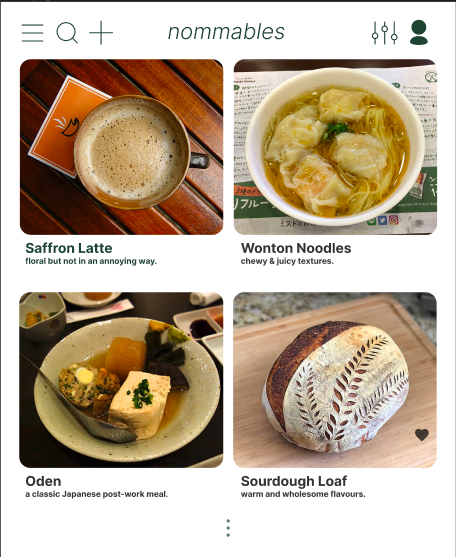 nommables
Saffron Latte
floral but not in an annoying way.
Wonton Noodles
chewy & juicy textures.
Oden
a classic Japanese post-work meal.
Sourdough Loaf
warm and wholesome flavours.